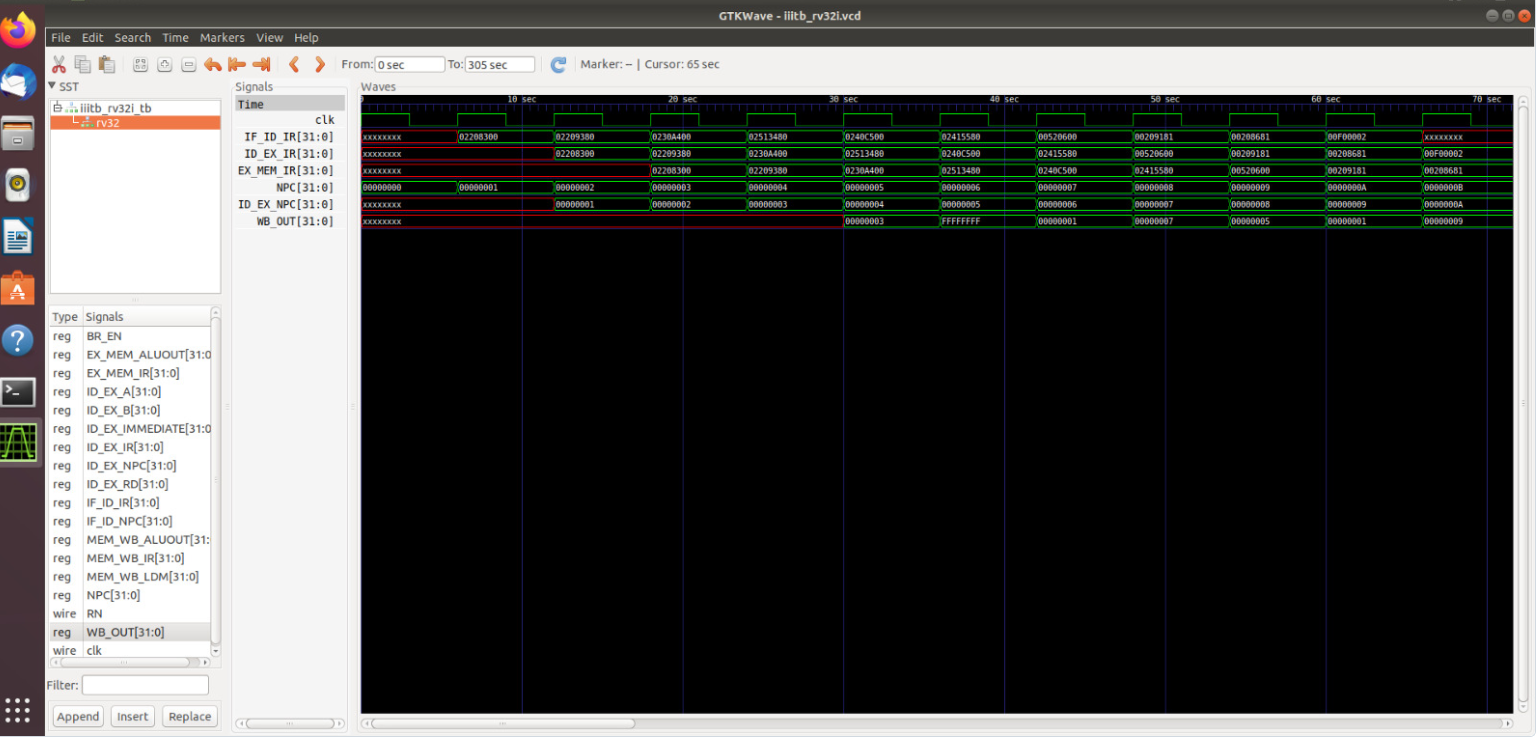 GTKWave - iiitb_rv32i.vcd
File Edit Search Time Markers View Help
From: 0 sec To: 305 sec Marker: -- | Cursor: 65 sec
SST
iiitb_rv32i_tb
rv32
Type Signals
reg BR_EN
reg EX_MEM_ALUOUT[31:0
reg EX_MEM_IR[31:0]
reg ID_EX_A[31:0]
reg ID_EX_B[31:0]
reg ID_EX_IMMEDIATE[31:0
reg ID_EX_IR[31:0]
reg ID_EX_NPC[31:0]
reg ID_EX_RD[31:0]
reg IF_ID_IR[31:0]
reg IF_ID_NPC[31:0]
reg MEM_WB_ALUOUT[31:
reg MEM_WB_IR[31:0]
reg MEM_WB_LDM[31:0]
reg NPC[31:0]
wire RN
reg WB_OUT[31:0]
wire clk
Filter:
Append Insert Replace
Signals
Time
clk
IF_ID_IR[31:0]
ID_EX_IR[31:0]
EX_MEM_IR[31:0]
NPC[31:0]
ID_EX_NPC[31:0]
WB_OUT[31:0]
Waves
0 10 sec 20 sec 30 sec 40 sec 50 sec 60 sec 70 sec
xxxxxxxx 02208300 02209380 0230A400 02513480 0240C500 02415580 00520600 00209181 00208681 00F00002 xxxxxxxx
xxxxxxxx 02208300 02209380 0230A400 02513480 0240C500 02415580 00520600 00209181 00208681 00F00002
xxxxxxxx 02208300 02209380 0230A400 02513480 0240C500 02415580 00520600 00209181 00208681
00000000 00000001 00000002 00000003 00000004 00000005 00000006 00000007 00000008 00000009 0000000A 0000000B
xxxxxxxx 00000001 00000002 00000003 00000004 00000005 00000006 00000007 00000008 00000009 0000000A
xxxxxxxx 00000003 FFFFFFFF 00000001 00000007 00000005 00000001 00000009